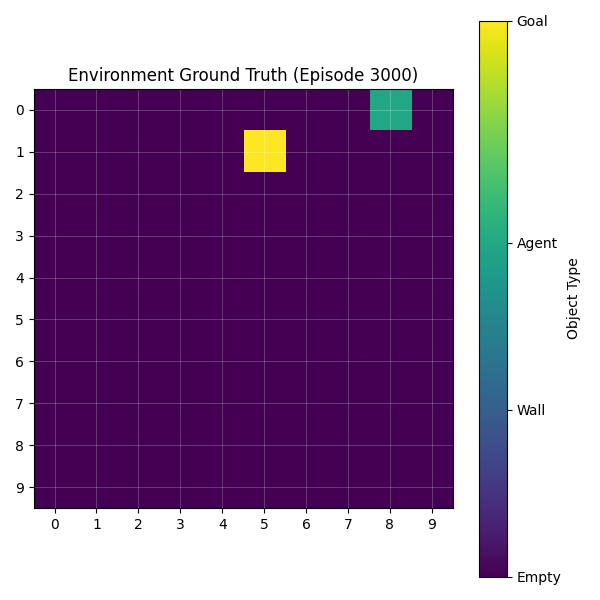 Environment Ground Truth (Episode 3000)
0
1
2
3
4
5
6
7
8
9
0 1 2 3 4 5 6 7 8 9
Goal
Agent
Wall
Empty
Object Type